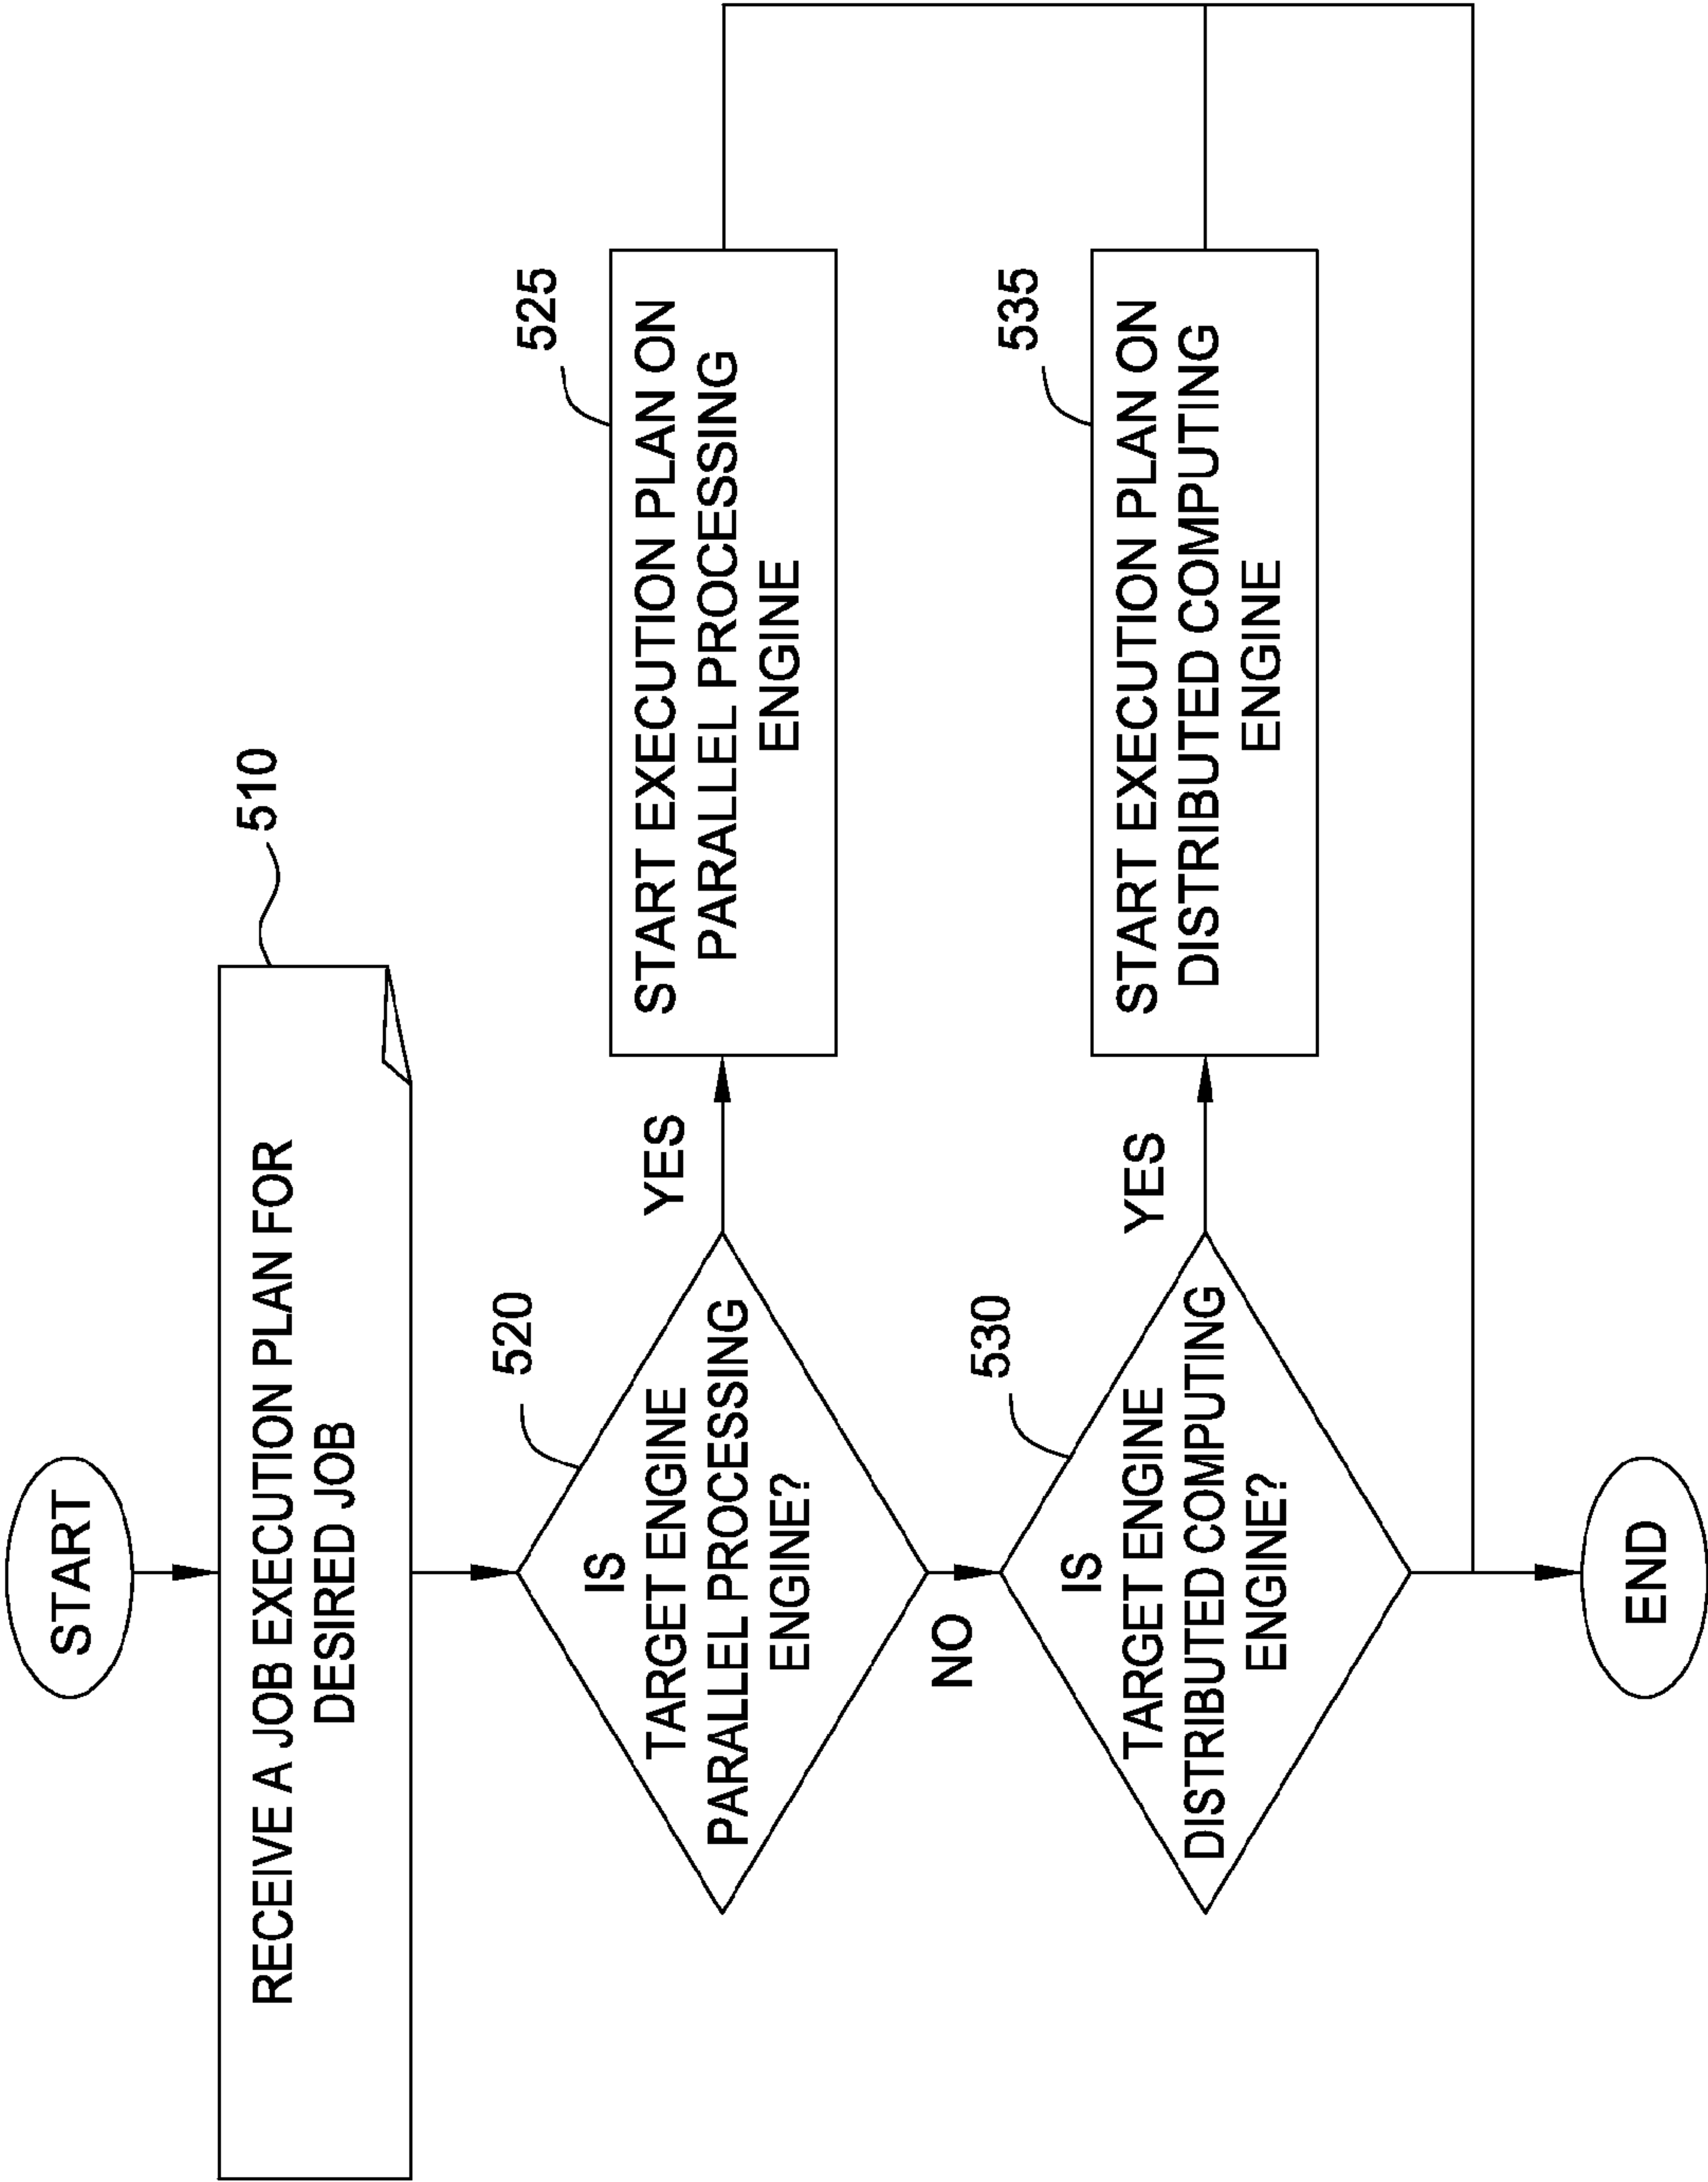 START
RECEIVE A JOB EXECUTION PLAN FOR
DESIRED JOB
510
IS
TARGET ENGINE
PARALLEL PROCESSING
ENGINE?
520
YES
START EXECUTION PLAN ON
PARALLEL PROCESSING
ENGINE
525
NO
IS
TARGET ENGINE
DISTRIBUTED COMPUTING
ENGINE?
530
YES
START EXECUTION PLAN ON
DISTRIBUTED COMPUTING
ENGINE
535
END